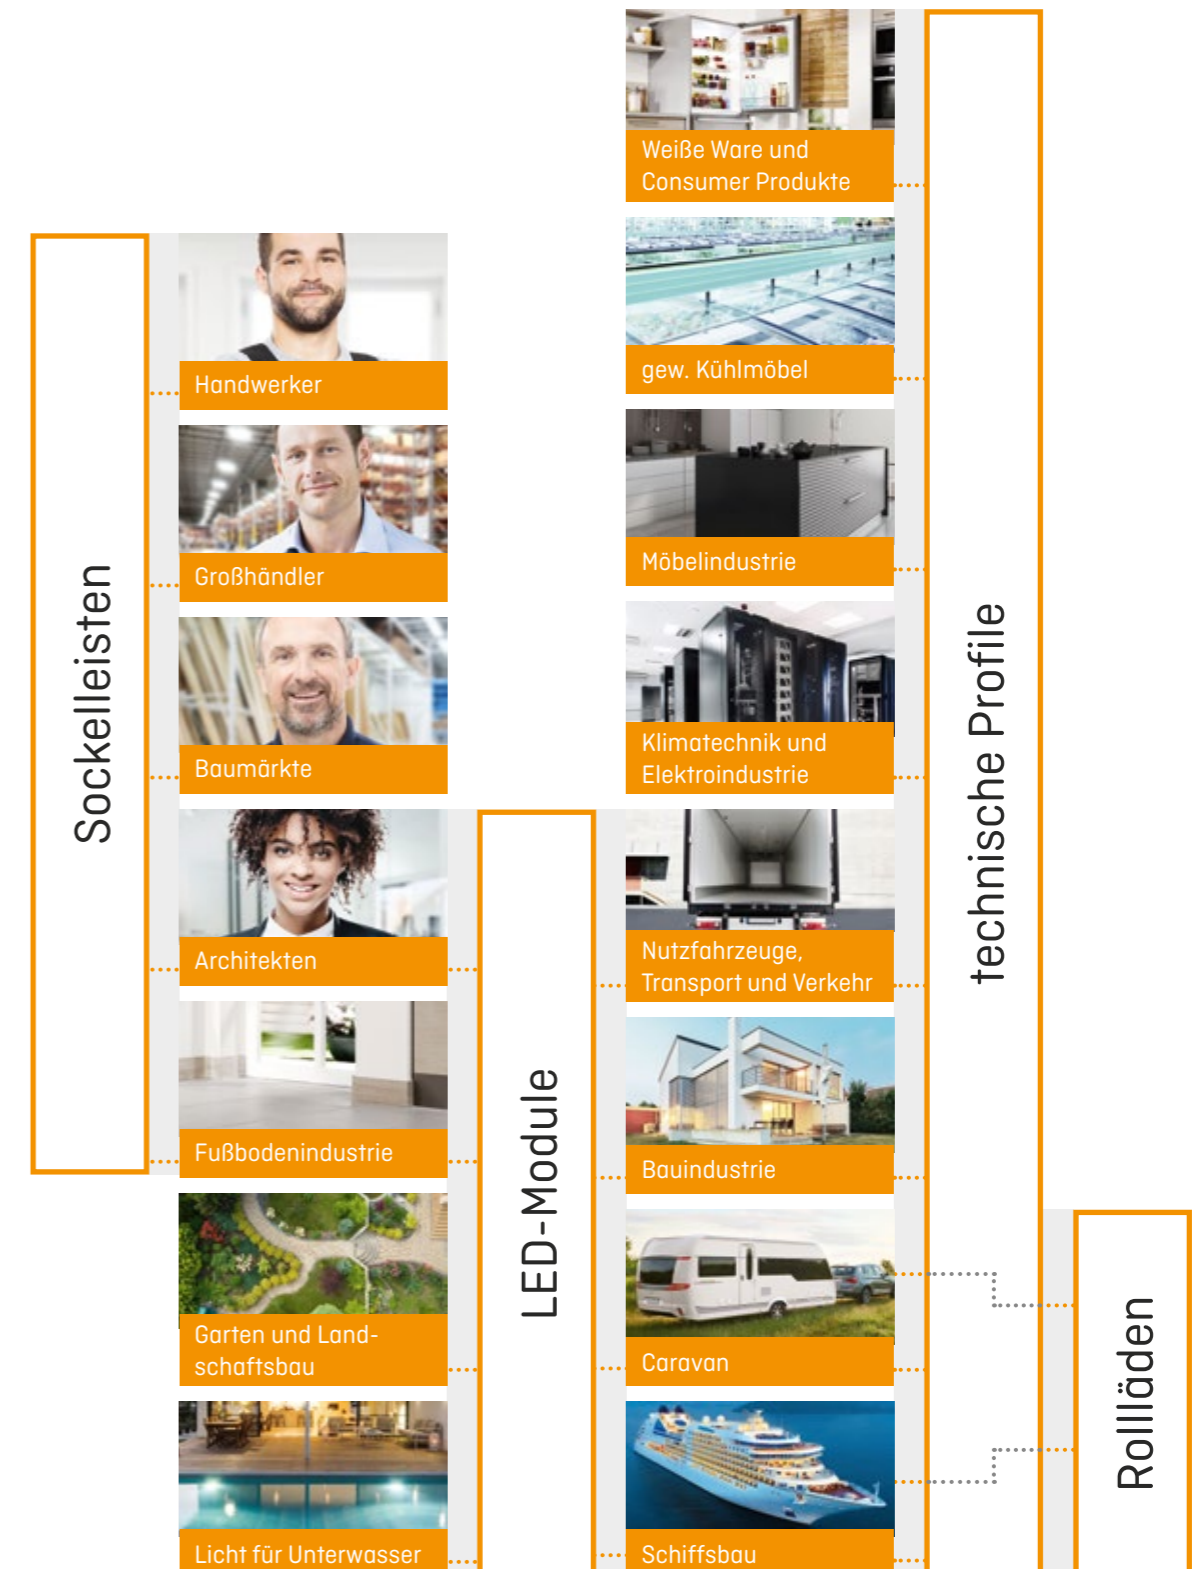 Sockelleisten
Handwerker
Großhändler
Baumärkte
Architekten
Fußbodenindustrie
Garten und Land-
schaftsbau
Licht für Unterwasser
LED-Module
Weiße Ware und
Consumer Produkte
gew. Kühlmöbel
Möbelindustrie
Klimatechnik und
Elektroindustrie
Nutzfahrzeuge,
Transport und Verkehr
Bauindustrie
Caravan
Schiffsbau
technische Profile
Rollläden